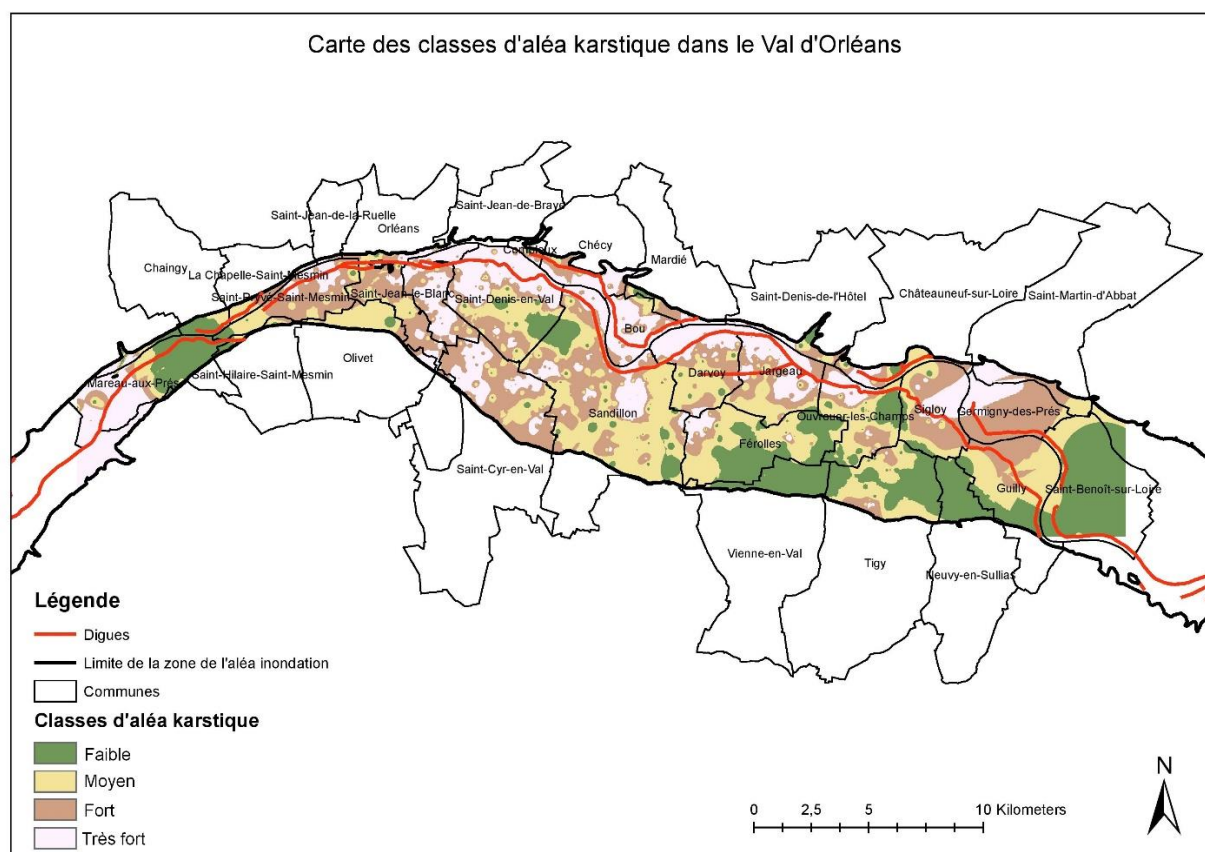 Carte des classes d'aléa karstique dans le Val d'Orléans
Saint-Jean-de-Braye
Saint-Jean-de-la-Ruelle
Orléans
Combleux
Chécy
Mardié
Chaingy
La Chapelle-Saint-Mesmin
Saint-Pryvé-Saint-Mesmin
Saint-Jean-le-Blanc
Saint-Denis-en-Val
Saint-Denis-de-l'Hôtel
Châteauneuf-sur-Loire
Saint-Martin-d'Abbat
Bou
Olivet
Mareau-aux-Prés
Saint-Hilaire-Saint-Mesmin
Darvoy
Jargeau
Sandillon
Ouvrouer-les-Champs
Sigloy
Germigny-des-Prés
Férolles
Saint-Cyr-en-Val
Guilly
Saint-Benoît-sur-Loire
Vienne-en-Val
Tigy
Neuvy-en-Sullias
Légende
Digues
Limite de la zone de l'aléa inondation
Communes
Classes d'aléa karstique
Faible
Moyen
Fort
Très fort
0 2,5 5 10 Kilometers
N